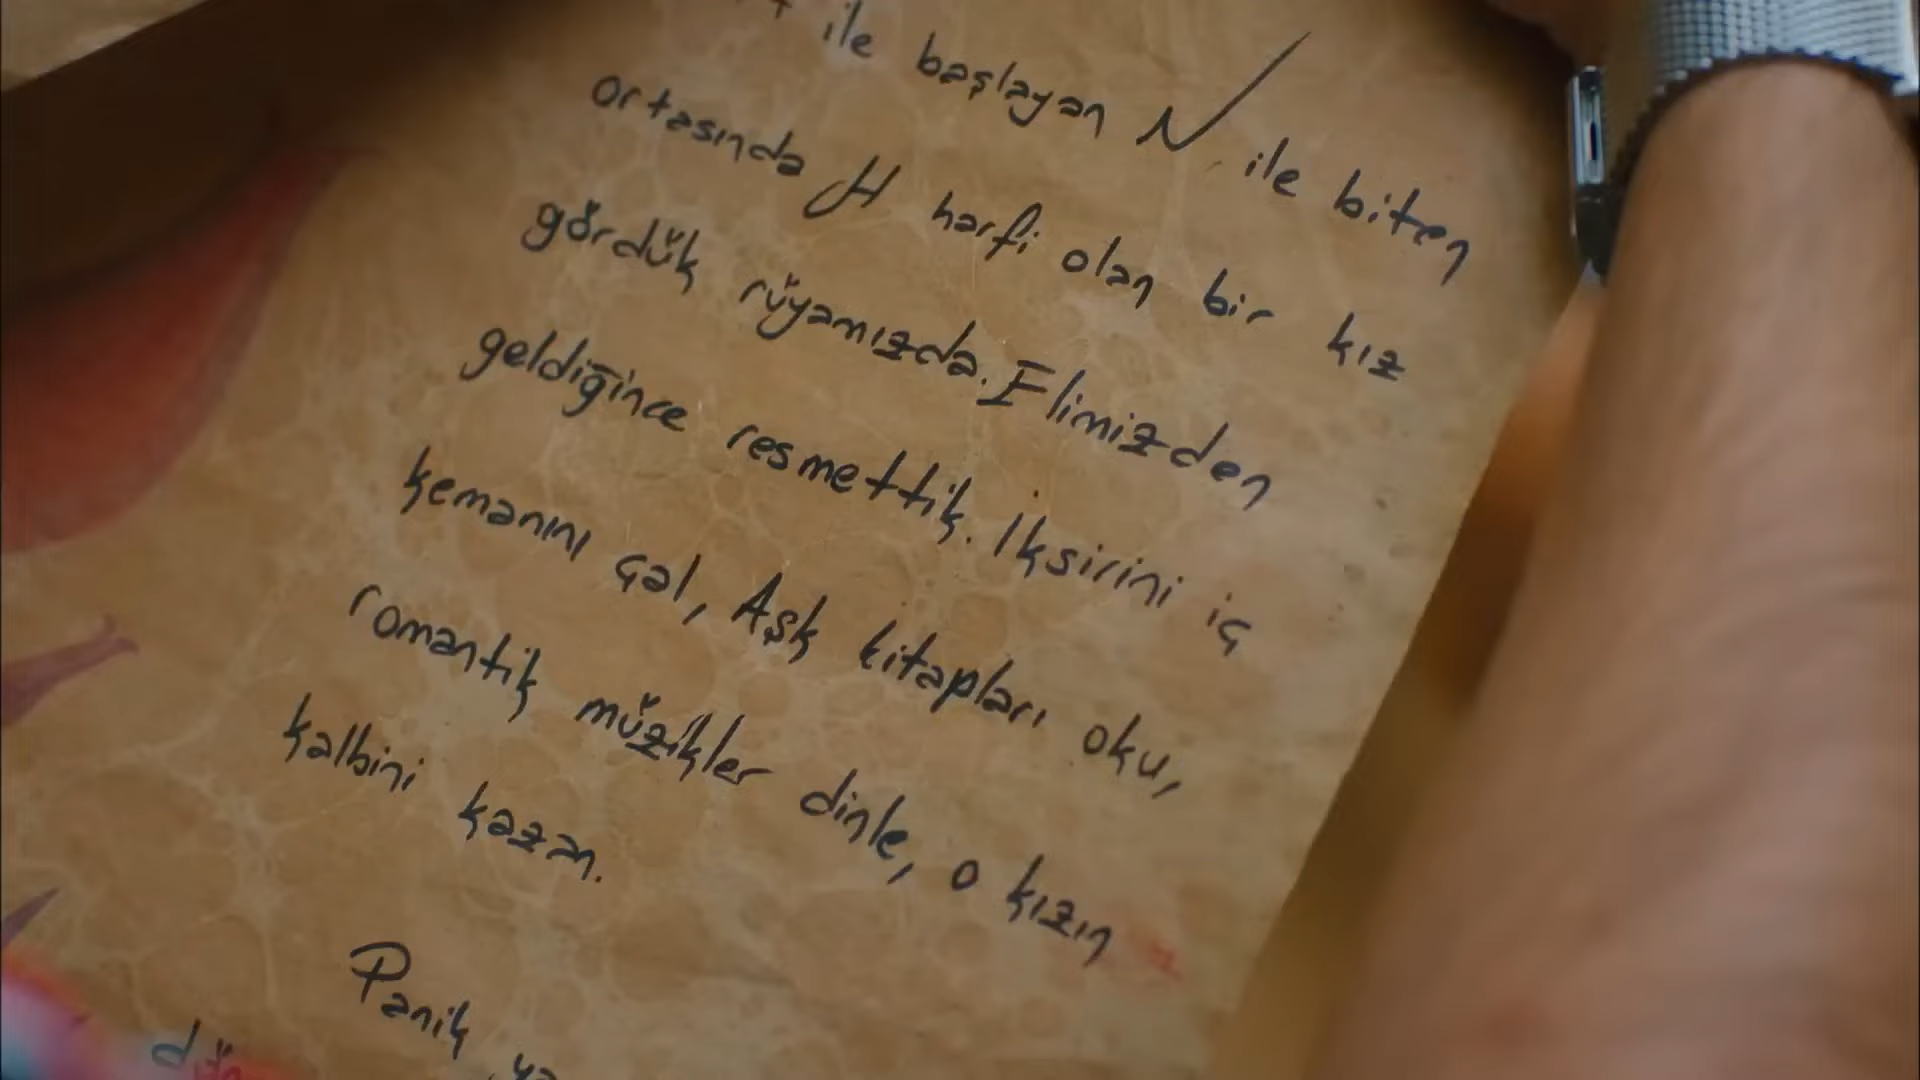 ile başlayan N ile biten
ortasında H harfi olan bir kız
gördük rüyamızda. Elimizden
geldiğince resmettik. İksirini iç
kemanını çal, Aşk kitapları oku,
romantik müzikler dinle, o kızın
kalbini kazan.
Panik